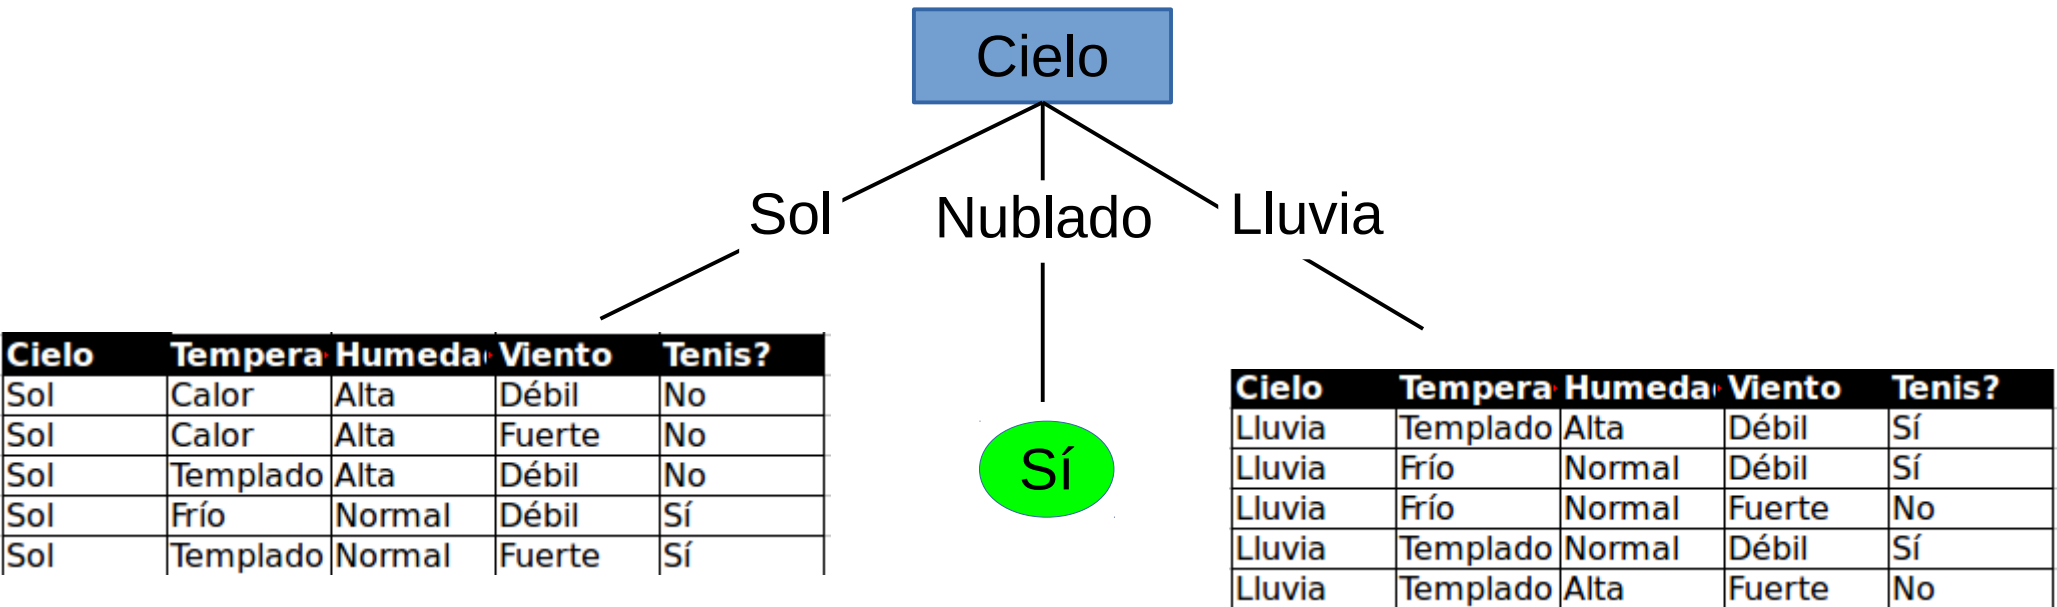 Cielo
Sol Nublado Lluvia
Cielo Tempera Humeda Viento Tenis?
Sol Calor Alta Débil No
Sol Calor Alta Fuerte No
Sol Templado Alta Débil No
Sol Frío Normal Débil Sí
Sol Templado Normal Fuerte Sí
Sí
Cielo Tempera Humeda Viento Tenis?
Lluvia Templado Alta Débil Sí
Lluvia Frío Normal Débil Sí
Lluvia Frío Normal Fuerte No
Lluvia Templado Normal Débil Sí
Lluvia Templado Alta Fuerte No